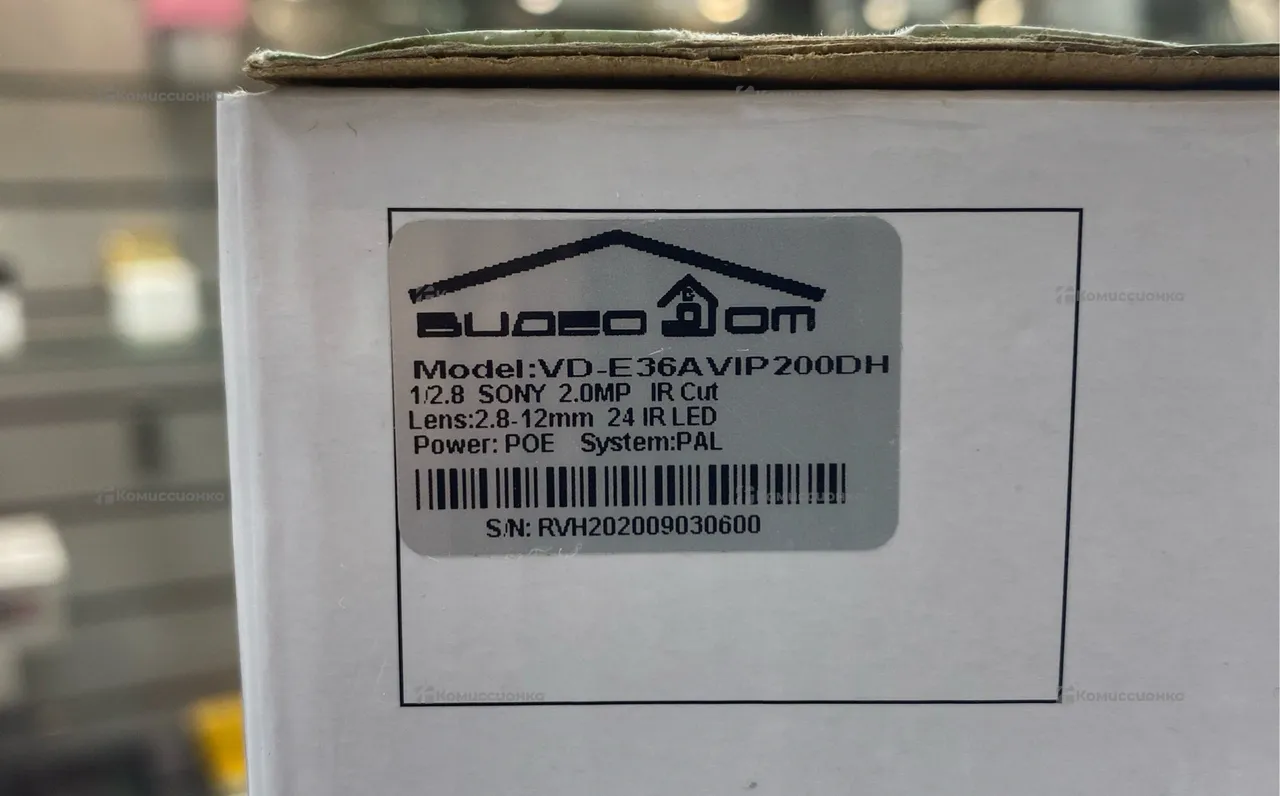 видео дом
Model:VD-E36AVIP200DH
1/2.8 SONY 2.0MP IR Cut
Lens:2.8-12mm 24 IR LED
Power: POE System:PAL
S/N: RVH202009030600
Комиссионка
Комиссионка
Комиссионка
Комиссионка
Комиссионка
Комиссионка